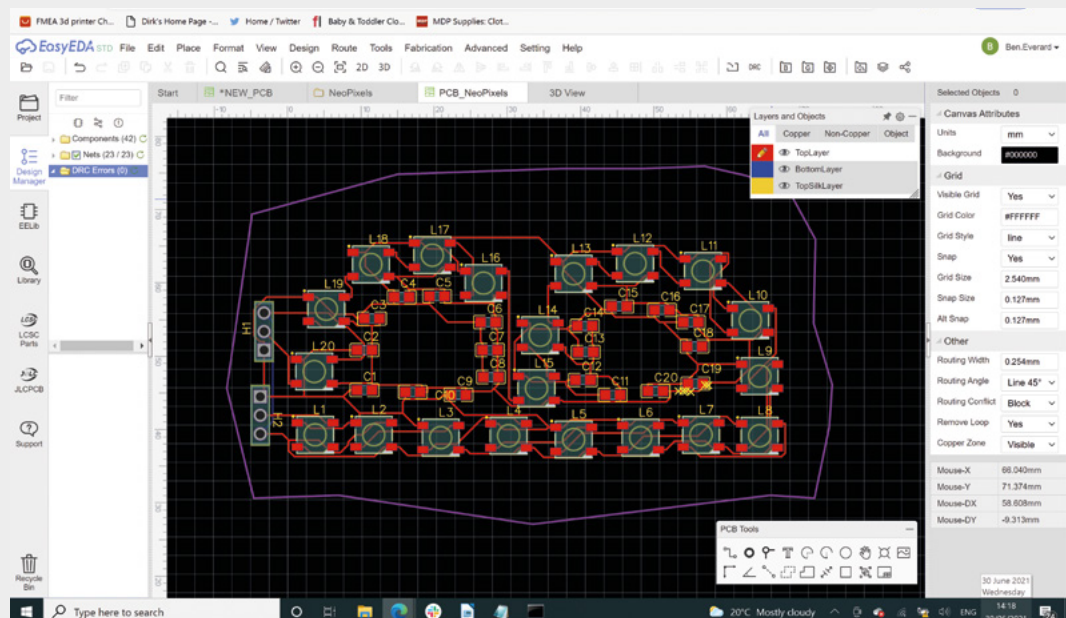 FMEA 3d printer Ch... Dirk's Home Page -... Home / Twitter Baby & Toddler Clo... MDP Supplies: Clot...
EasyEDA STD File Edit Place Format View Design Route Tools Fabrication Advanced Setting Help Ben.Everard
2D 3D DRC
Start *NEW_PCB NeoPixels PCB_NeoPixels 3D View
Filter
Components (42)
Nets (23 / 23)
DRC Errors (0)
Project
Design
Manager
EELib
Library
LCSC
Parts
JLCPCB
Support
Recycle
Bin
Layers and Objects
All Copper Non-Copper Object
TopLayer
BottomLayer
TopSilkLayer
L17
L18 L13 L12 L11
L16
L19 C4 C5 C15 C16 L10
H1 C3 C6 L14 C14 C17
L20 C2 C7 C13 C18 L9
C8 L15 C12 C19
C1 C10 C9 C11 C20
H2 L1 L2 L3 L4 L5 L6 L7 L8
PCB Tools
Selected Objects 0
Canvas Attributes
Units mm
Background #000000
Grid
Visible Grid Yes
Grid Color #FFFFFF
Grid Style line
Snap Yes
Grid Size 2.540mm
Snap Size 0.127mm
Alt Snap 0.127mm
Other
Routing Width 0.254mm
Routing Angle Line 45°
Routing Conflict Block
Remove Loop Yes
Copper Zone Visible
Mouse-X 66.040mm
Mouse-Y 71.374mm
Mouse-DX 58.608mm
Mouse-DY -9.313mm
30 June 2021
Wednesday
Type here to search 20°C Mostly cloudy ENG 14:18